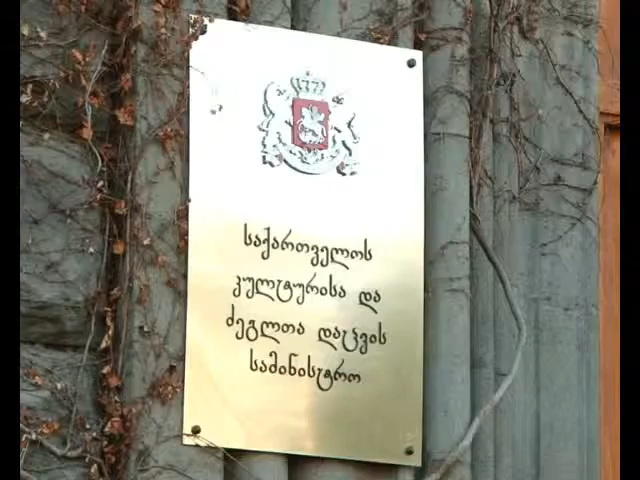 საქართველოს
კულტურისა და
ძეგლთა დაცვის
სამინისტრო